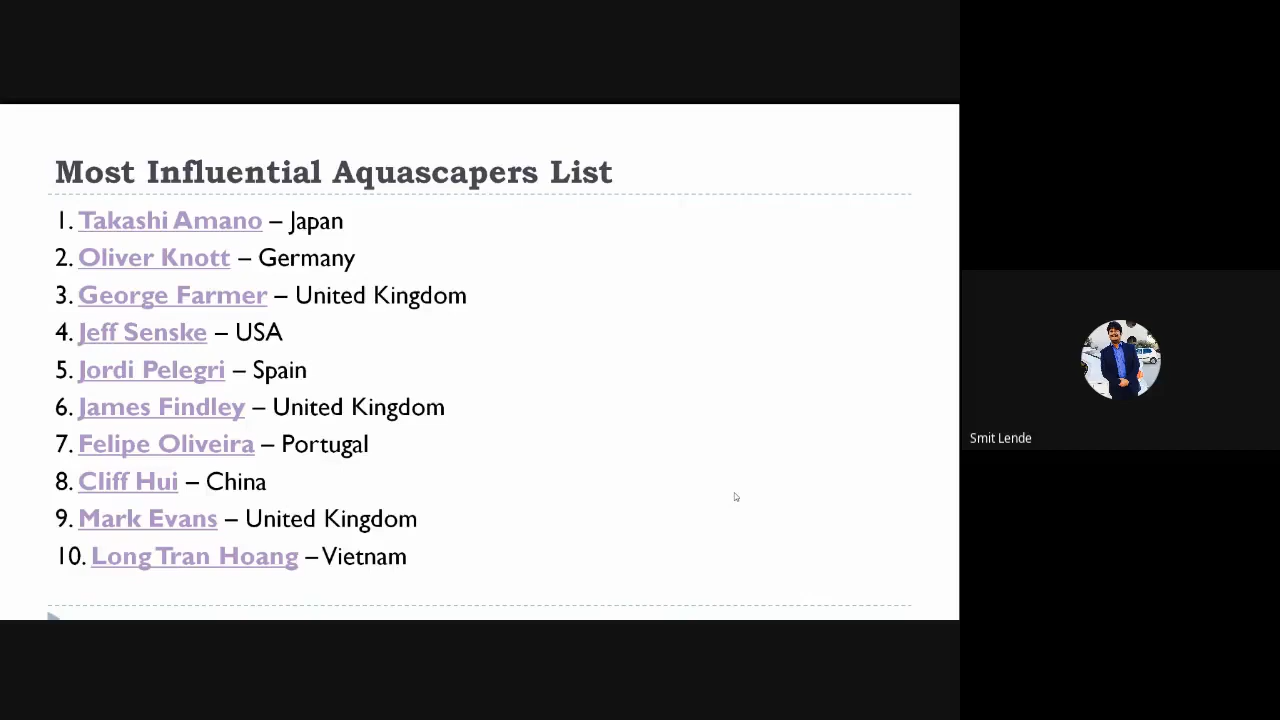 Most Influential Aquascapers List
1. Takashi Amano – Japan
2. Oliver Knott – Germany
3. George Farmer – United Kingdom
4. Jeff Senske – USA
5. Jordi Pelegri – Spain
6. James Findley – United Kingdom
7. Felipe Oliveira – Portugal
8. Cliff Hui – China
9. Mark Evans – United Kingdom
10. Long Tran Hoang – Vietnam
Smit Lende